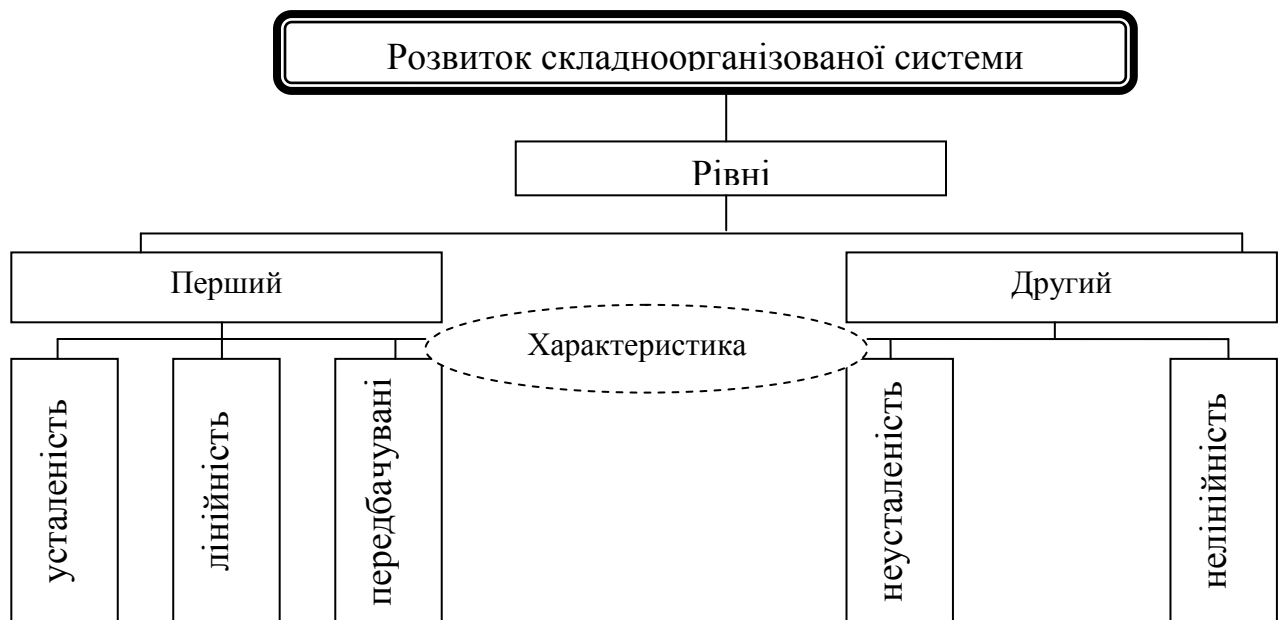 Розвиток складноорганізованої системи
Рівні
Перший
Другий
Характеристика
усталеність
лінійність
передбачувані
неусталеність
нелінійність